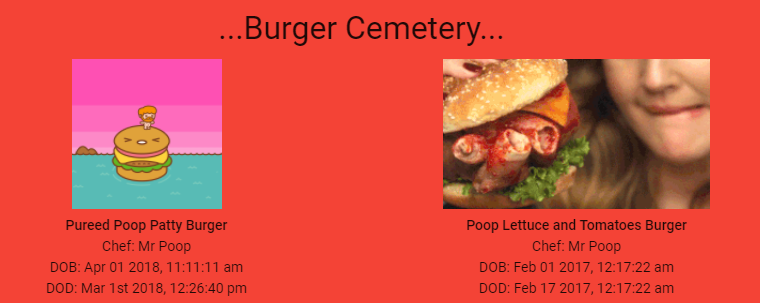 ...Burger Cemetery...
Pureed Poop Patty Burger
Chef: Mr Poop
DOB: Apr 01 2018, 11:11:11 am
DOD: Mar 1st 2018, 12:26:40 pm
Poop Lettuce and Tomatoes Burger
Chef: Mr Poop
DOB: Feb 01 2017, 12:17:22 am
DOD: Feb 17 2017, 12:17:22 am